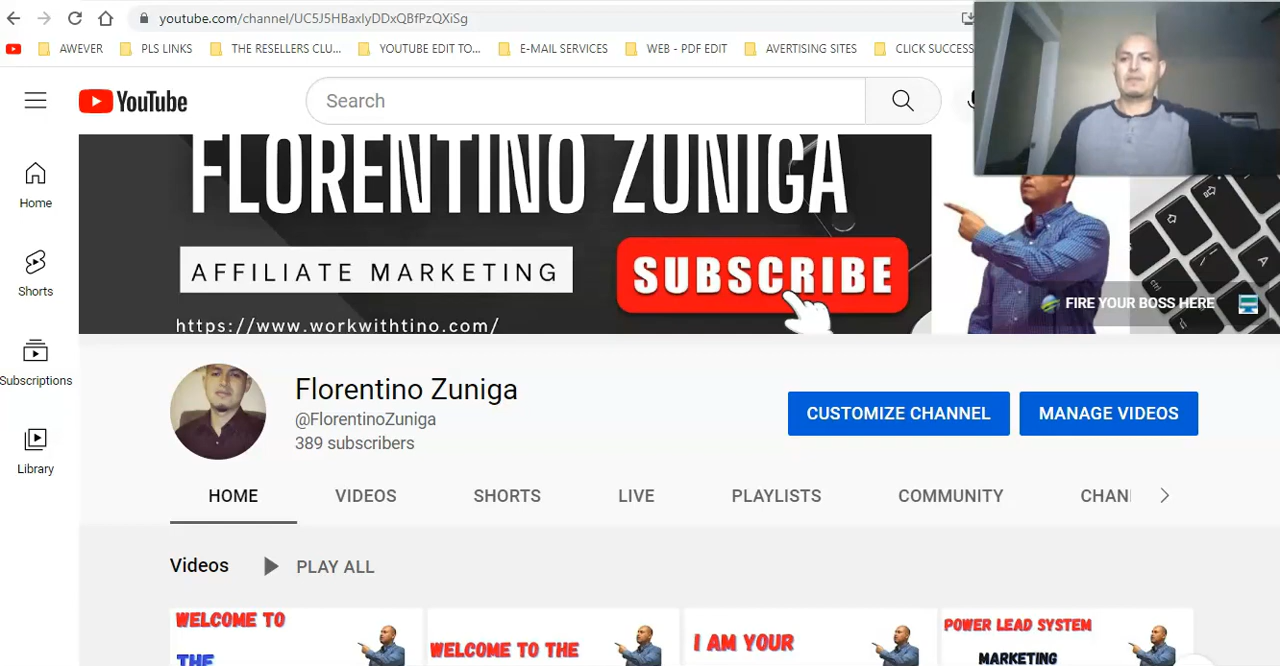 youtube.com/channel/UC5J5HBaxIyDDxQBfPzQXiSg
AWEVER PLS LINKS THE RESELLERS CLU... YOUTUBE EDIT TO... E-MAIL SERVICES WEB - PDF EDIT AVERTISING SITES CLICK SUCCESS
YouTube
Search
FLORENTINO ZUNIGA
AFFILIATE MARKETING
SUBSCRIBE
https://www.workwithtino.com/
FIRE YOUR BOSS HERE
Home
Shorts
Subscriptions
Library
Florentino Zuniga
@FlorentinoZuniga
389 subscribers
CUSTOMIZE CHANNEL
MANAGE VIDEOS
HOME VIDEOS SHORTS LIVE PLAYLISTS COMMUNITY CHAN
Videos
PLAY ALL
WELCOME TO
THE
WELCOME TO THE
I AM YOUR
POWER LEAD SYSTEM
MARKETING